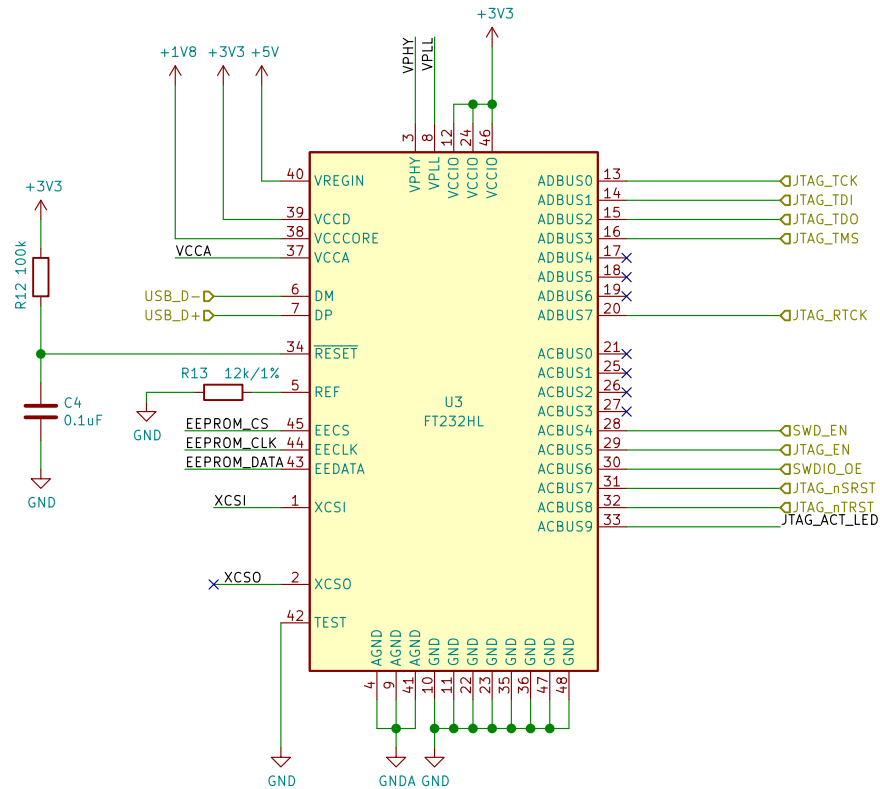 +3V3
+1V8 +3V3 +5V
VPHY
VPLL
3
8
12
24
46
VPHY
VPLL
VCCIO
VCCIO
VCCIO
40 VREGIN
39 VCCD
38 VCCCORE
VCCA 37 VCCA
USB_D- 6 DM
USB_D+ 7 DP
+3V3
R12 100k
34 RESET
R13 12k/1% 5 REF
GND
C4
0.1uF
GND
EEPROM_CS 45 EECS
EEPROM_CLK 44 EECLK
EEPROM_DATA 43 EEDATA
XCSI 1 XCSI
XCSO 2 XCSO
42 TEST
GND
U3
FT232HL
ADBUS0 13 JTAG_TCK
ADBUS1 14 JTAG_TDI
ADBUS2 15 JTAG_TDO
ADBUS3 16 JTAG_TMS
ADBUS4 17
ADBUS5 18
ADBUS6 19
ADBUS7 20 JTAG_RTCK
ACBUS0 21
ACBUS1 25
ACBUS2 26
ACBUS3 27
ACBUS4 28 SWD_EN
ACBUS5 29 JTAG_EN
ACBUS6 30 SWDIO_OE
ACBUS7 31 JTAG_nSRST
ACBUS8 32 JTAG_nTRST
ACBUS9 33 JTAG_ACT_LED
AGND
AGND
AGND
GND
GND
GND
GND
GND
GND
GND
GND
4
9
41
10
11
22
23
35
36
47
48
GNDA GND